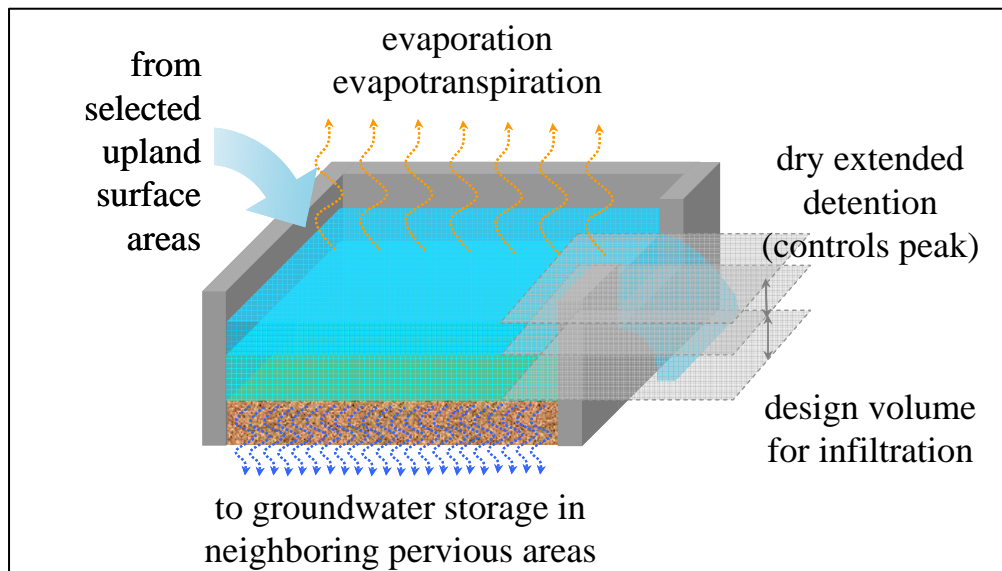 evaporation
evapotranspiration
from
selected
upland
surface
areas
dry extended
detention
(controls peak)
design volume
for infiltration
to groundwater storage in
neighboring pervious areas